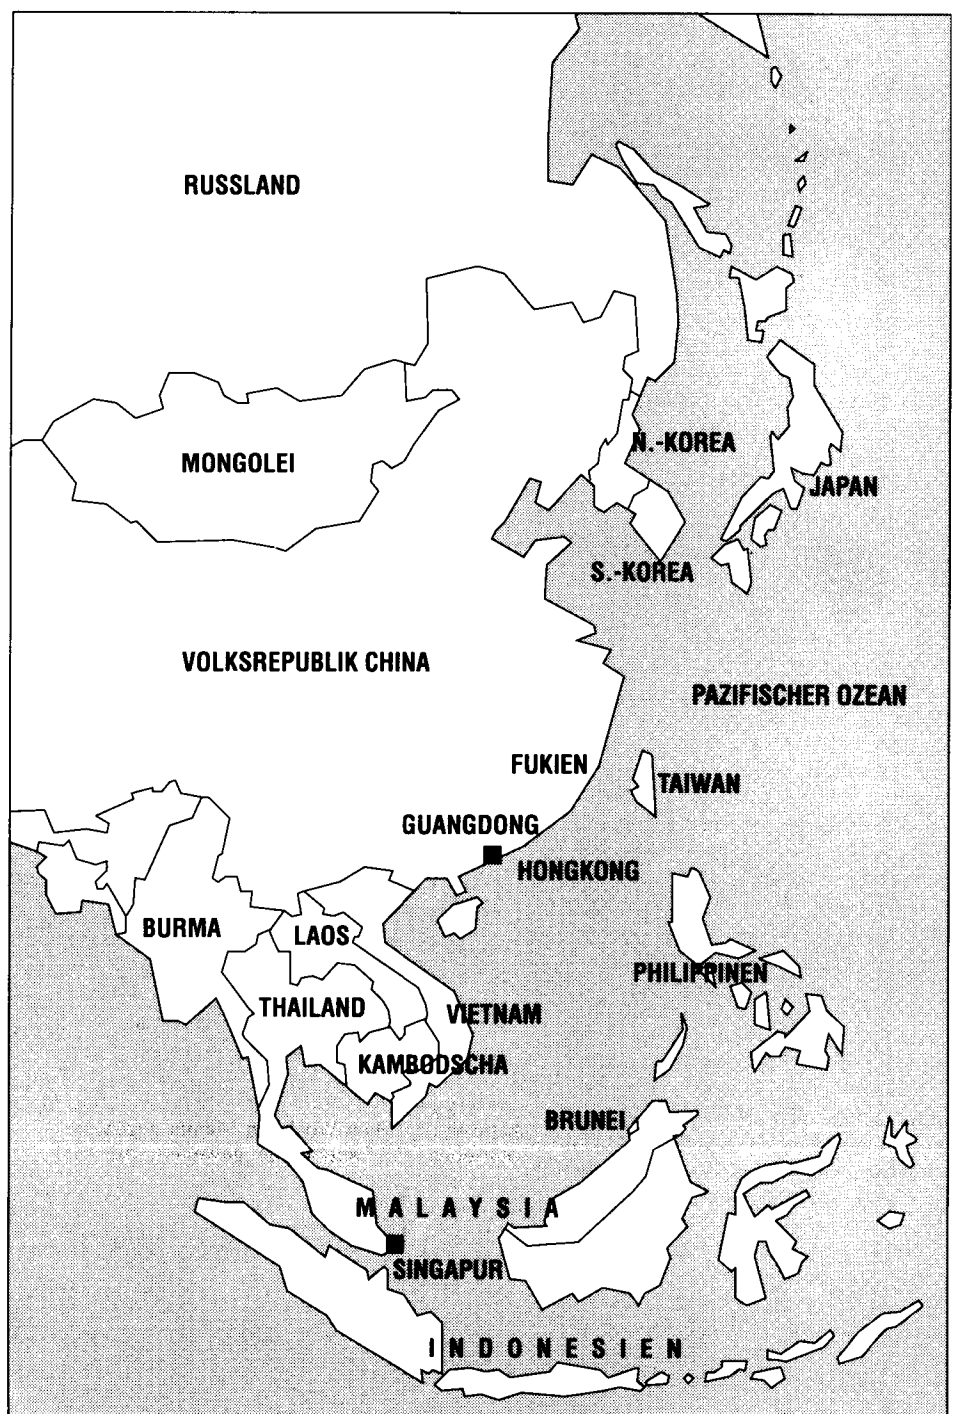 RUSSLAND
N.-KOREA
MONGOLEI
JAPAN
S.-KOREA
VOLKSREPUBLIK CHINA
PAZIFISCHER OZEAN
FUKIEN
TAIWAN
GUANGDONG
HONGKONG
BURMA
LAOS
PHILIPPINEN
THAILAND
VIETNAM
KAMBODSCHA
BRUNEI
MALAYSIA
SINGAPUR
INDONESIEN